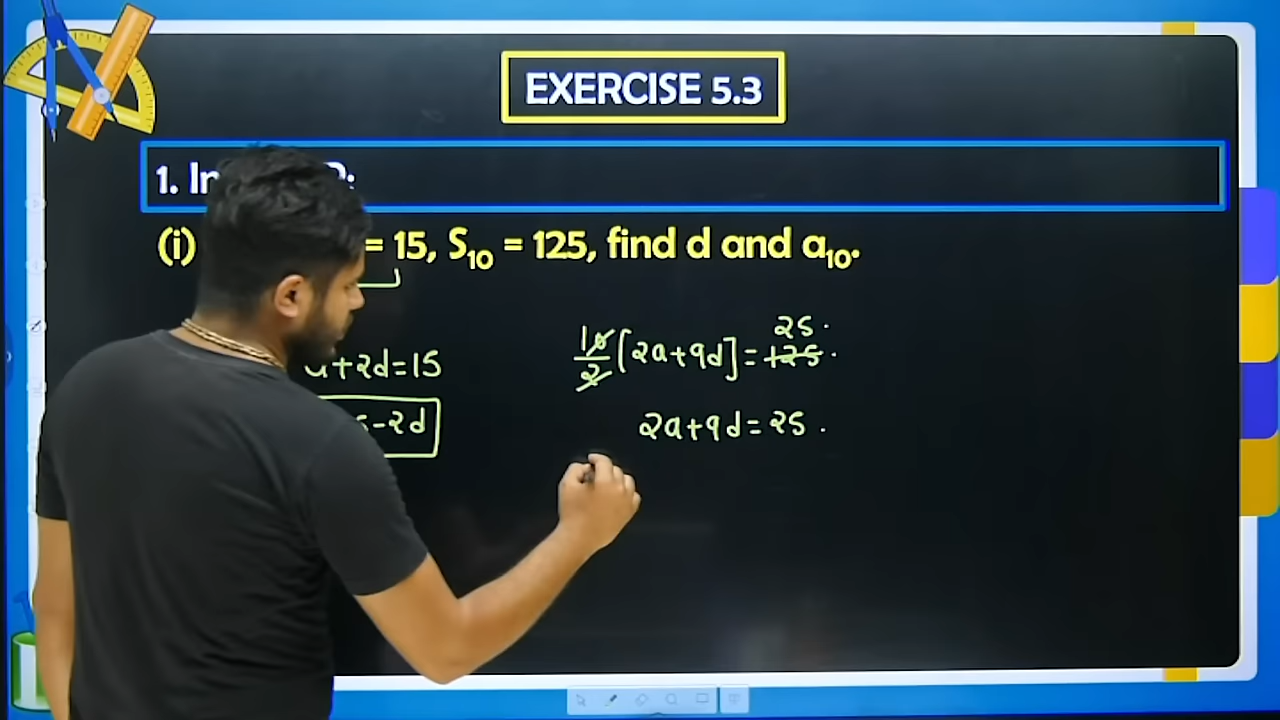 EXERCISE 5.3
1. In
(i) = 15, S₁₀ = 125, find d and a₁₀.
25.
10/2 [2a+9d] = 125.
+2d=15
-2d
2a+9d=25.